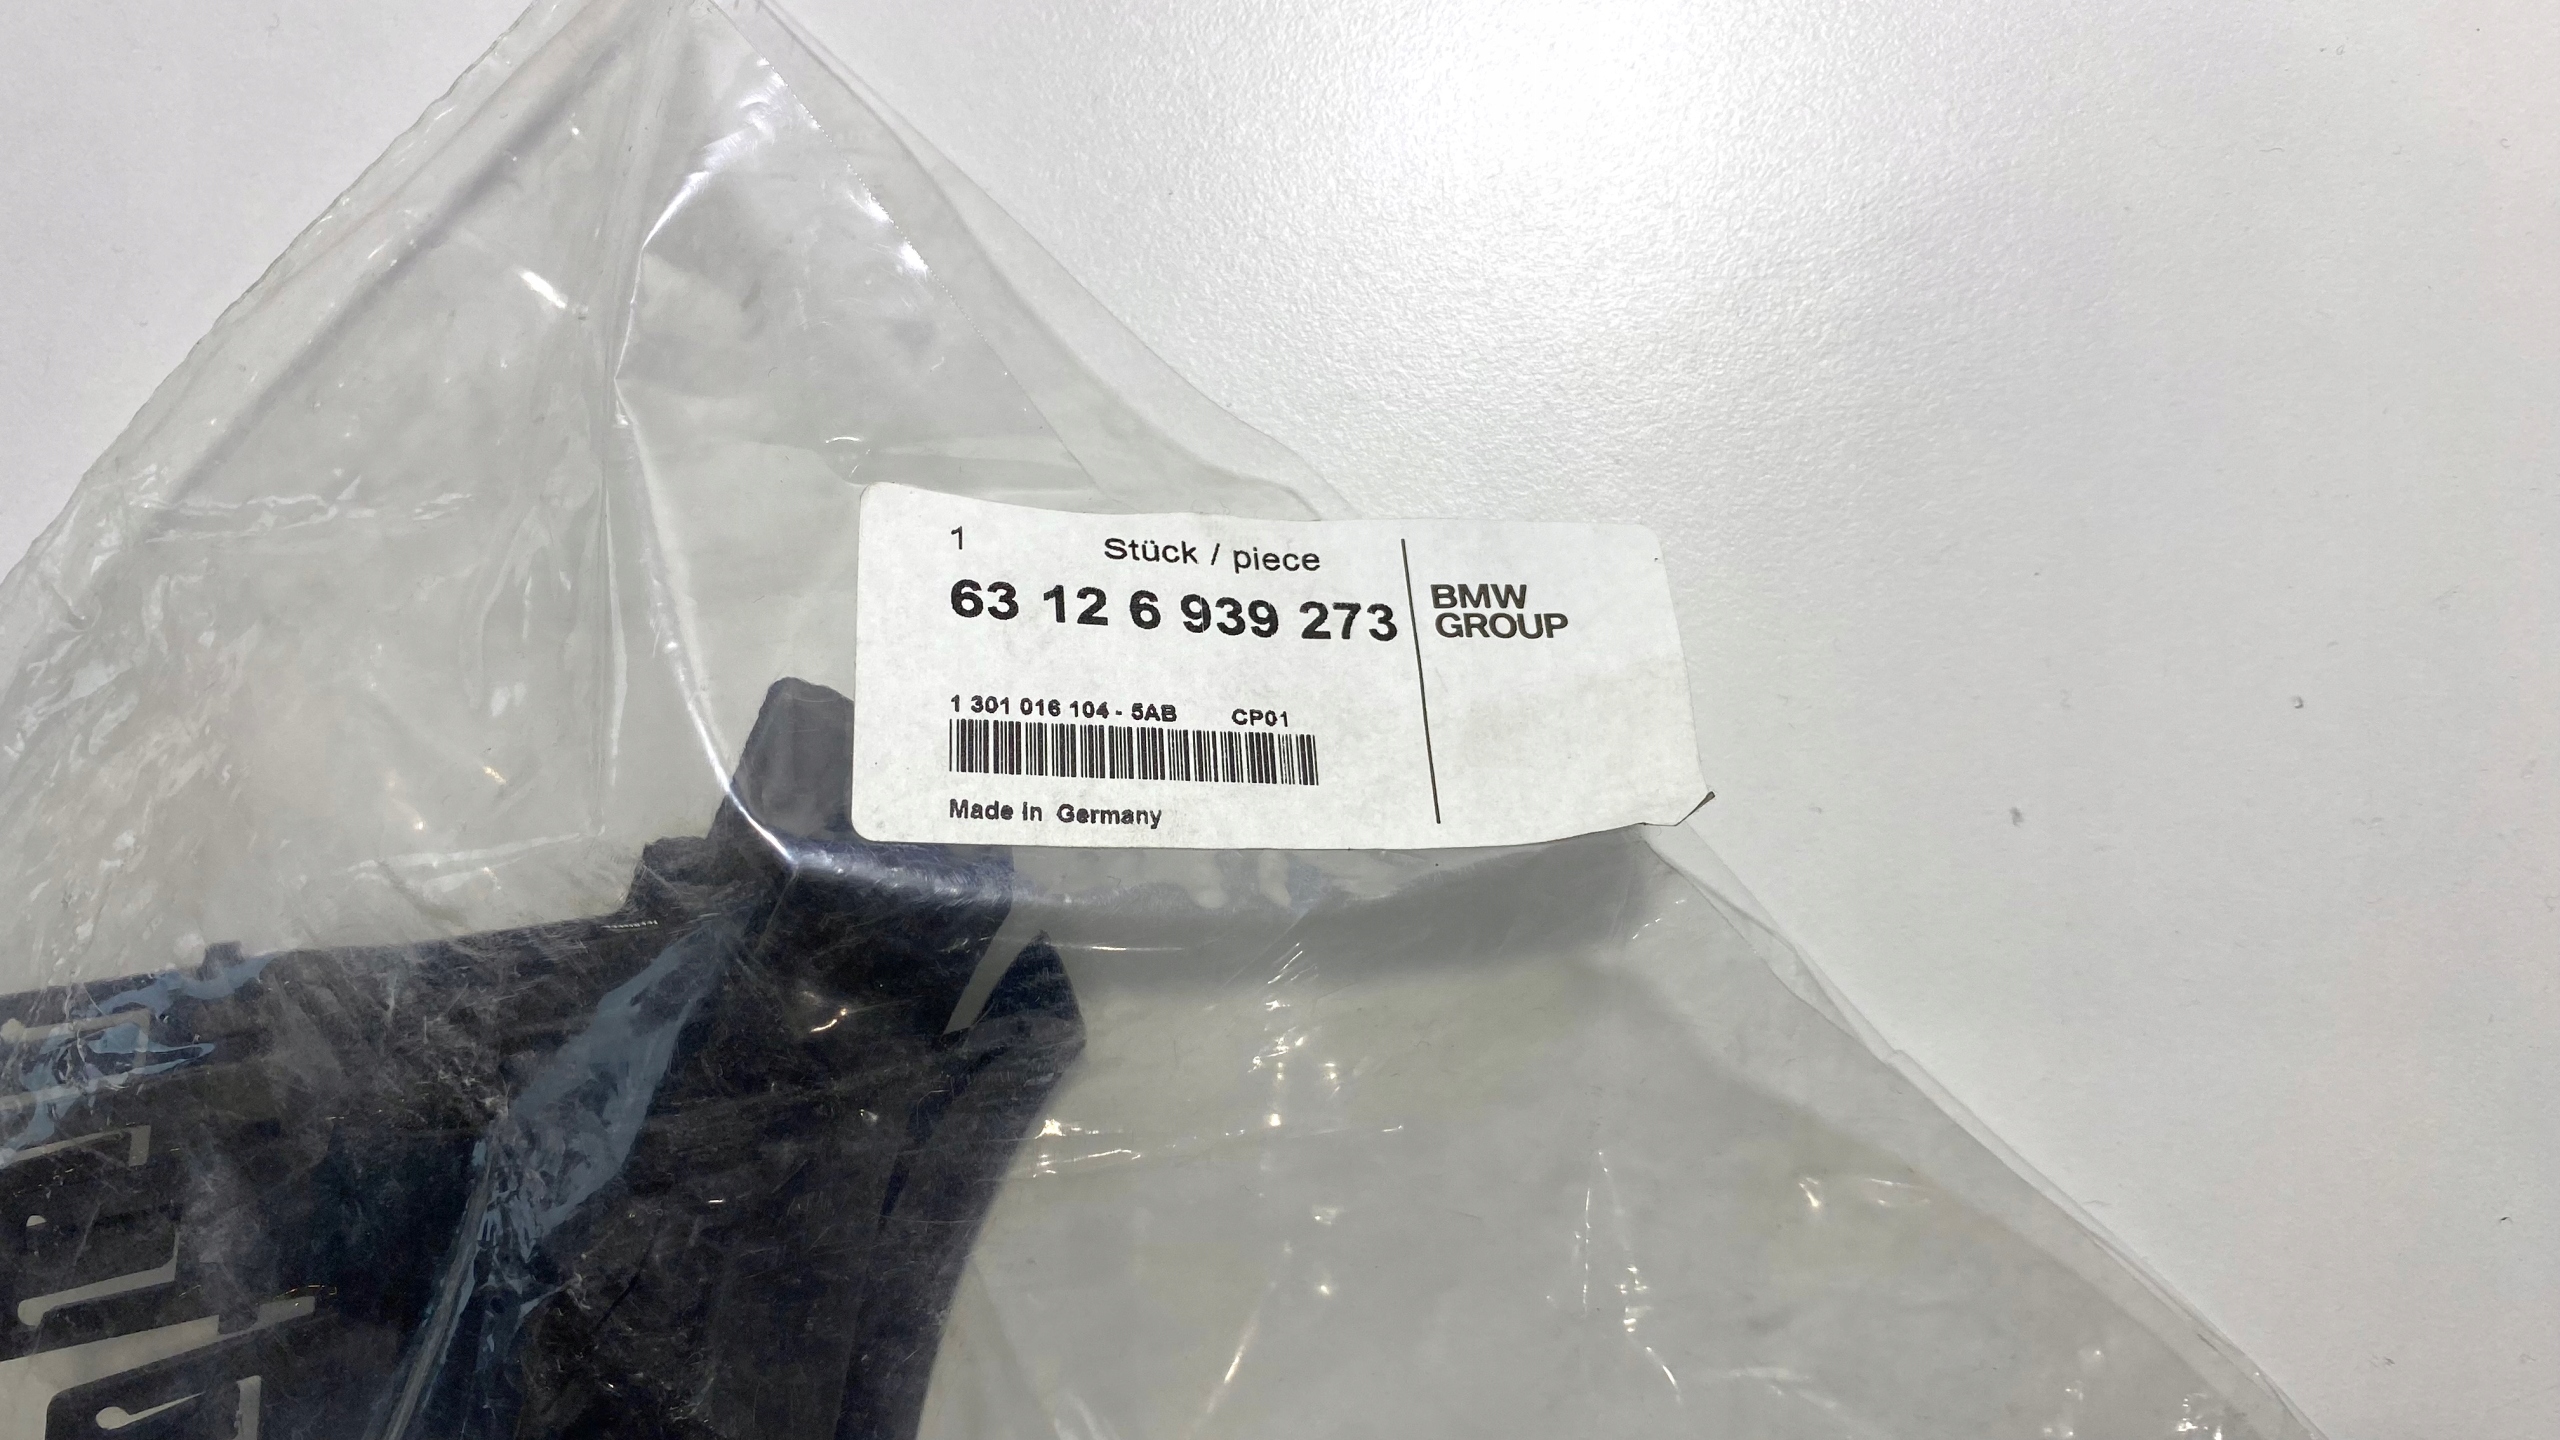 1 Stück / piece
63 12 6 939 273
BMW
GROUP
1 301 016 104 - 5AB CP01
Made in Germany